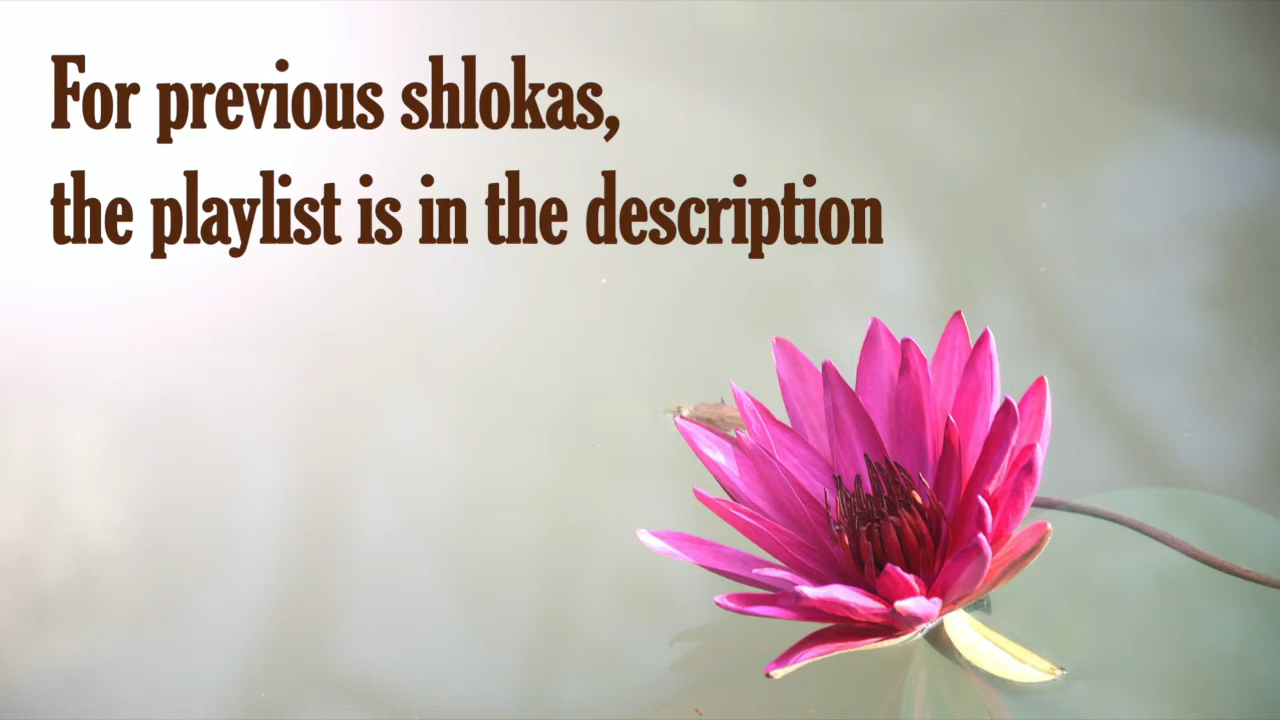 For previous shlokas,
the playlist is in the description